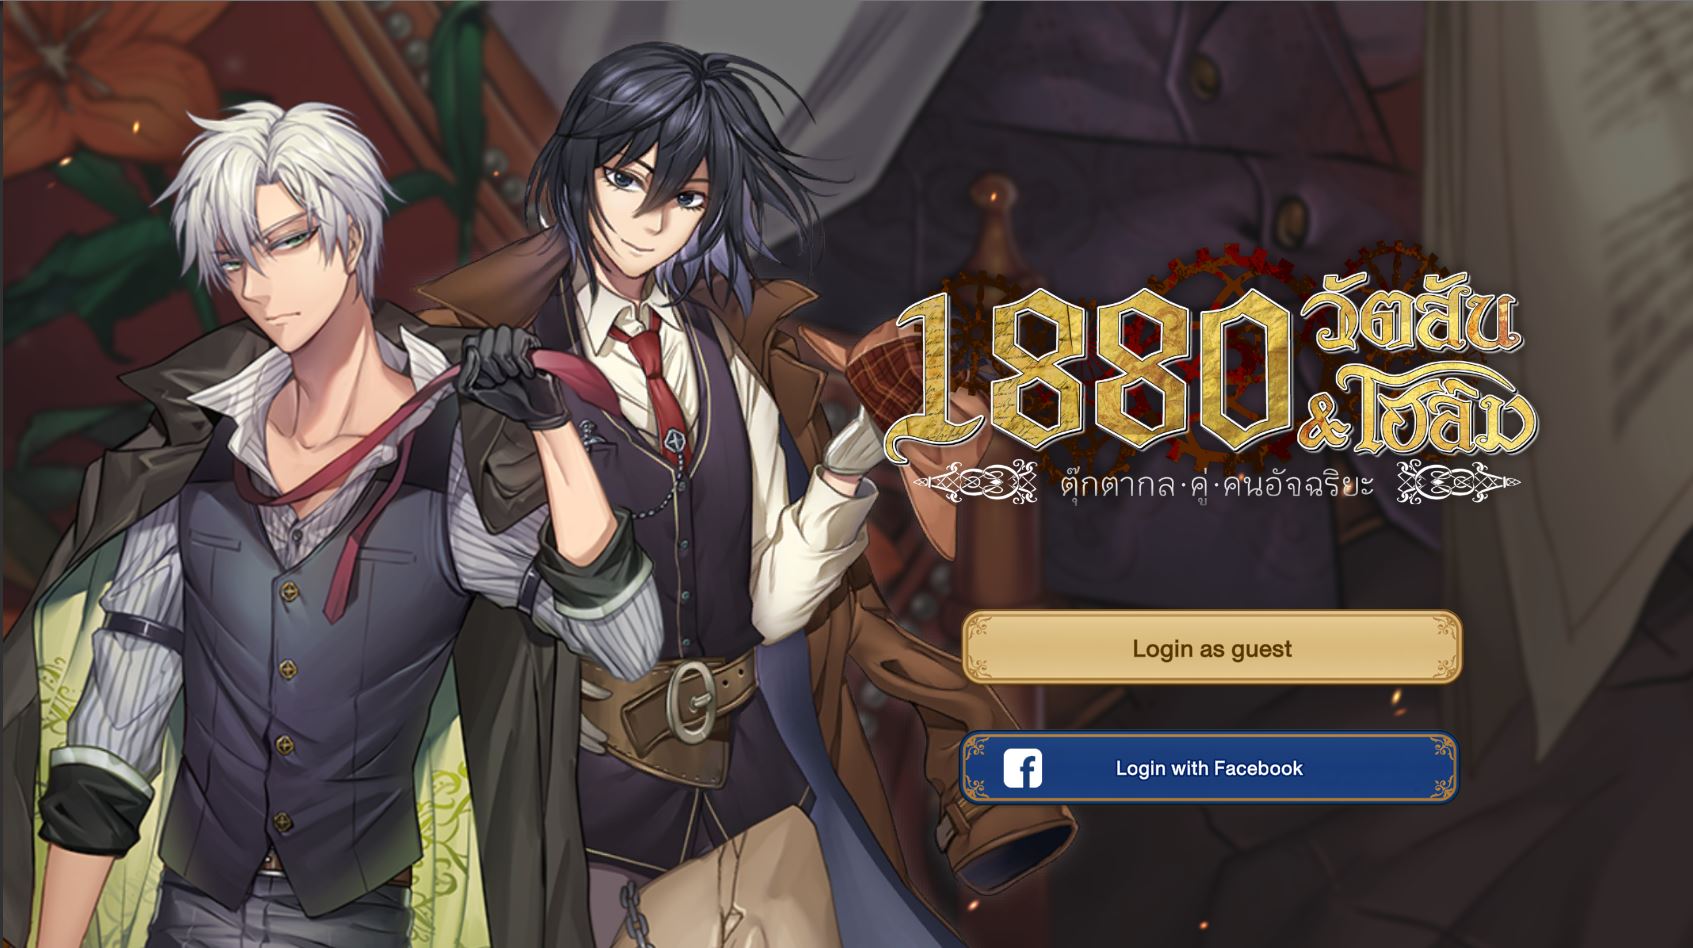 1880 วัตสัน
& โฮล์ม
ตุ๊กตากล·คู่·คนอัจฉริยะ
Login as guest
Login with Facebook